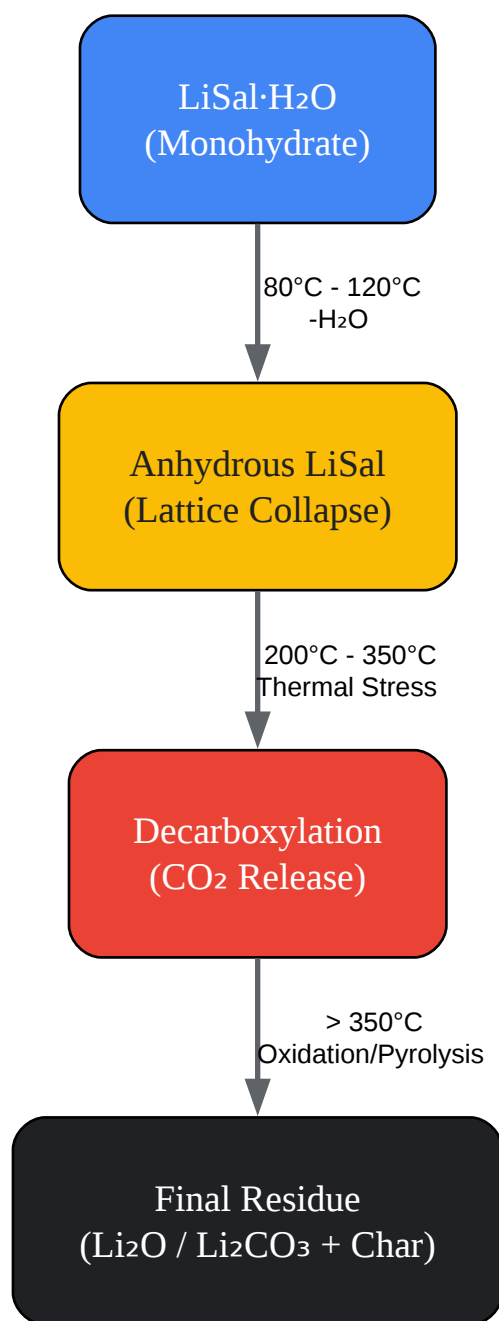 LiSal·H₂O
(Monohydrate)
80°C - 120°C
-H₂O
Anhydrous LiSal
(Lattice Collapse)
200°C - 350°C
Thermal Stress
Decarboxylation
(CO₂ Release)
> 350°C
Oxidation/Pyrolysis
Final Residue
(Li₂O / Li₂CO₃ + Char)